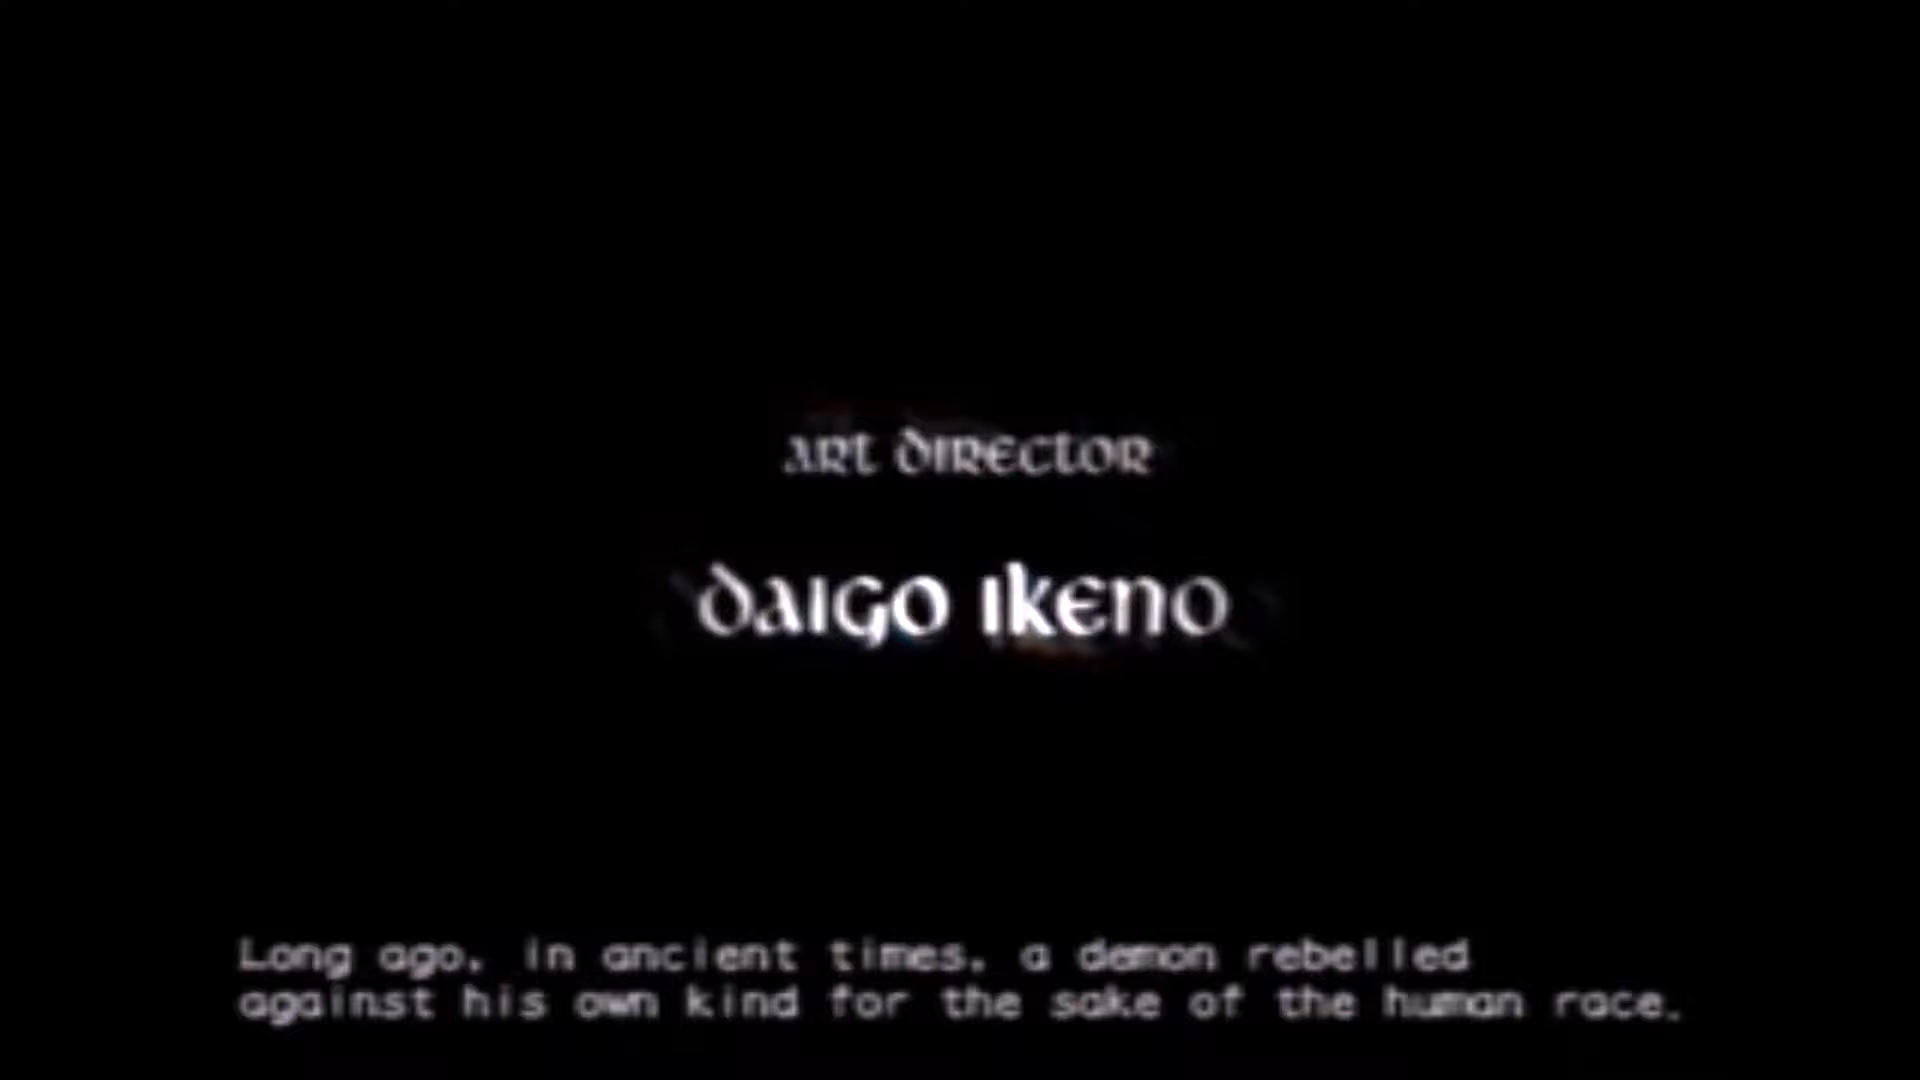 ART DIRECTOR
DAIGO IKENO
Long ago, in ancient times, a demon rebelled
against his own kind for the sake of the human race.